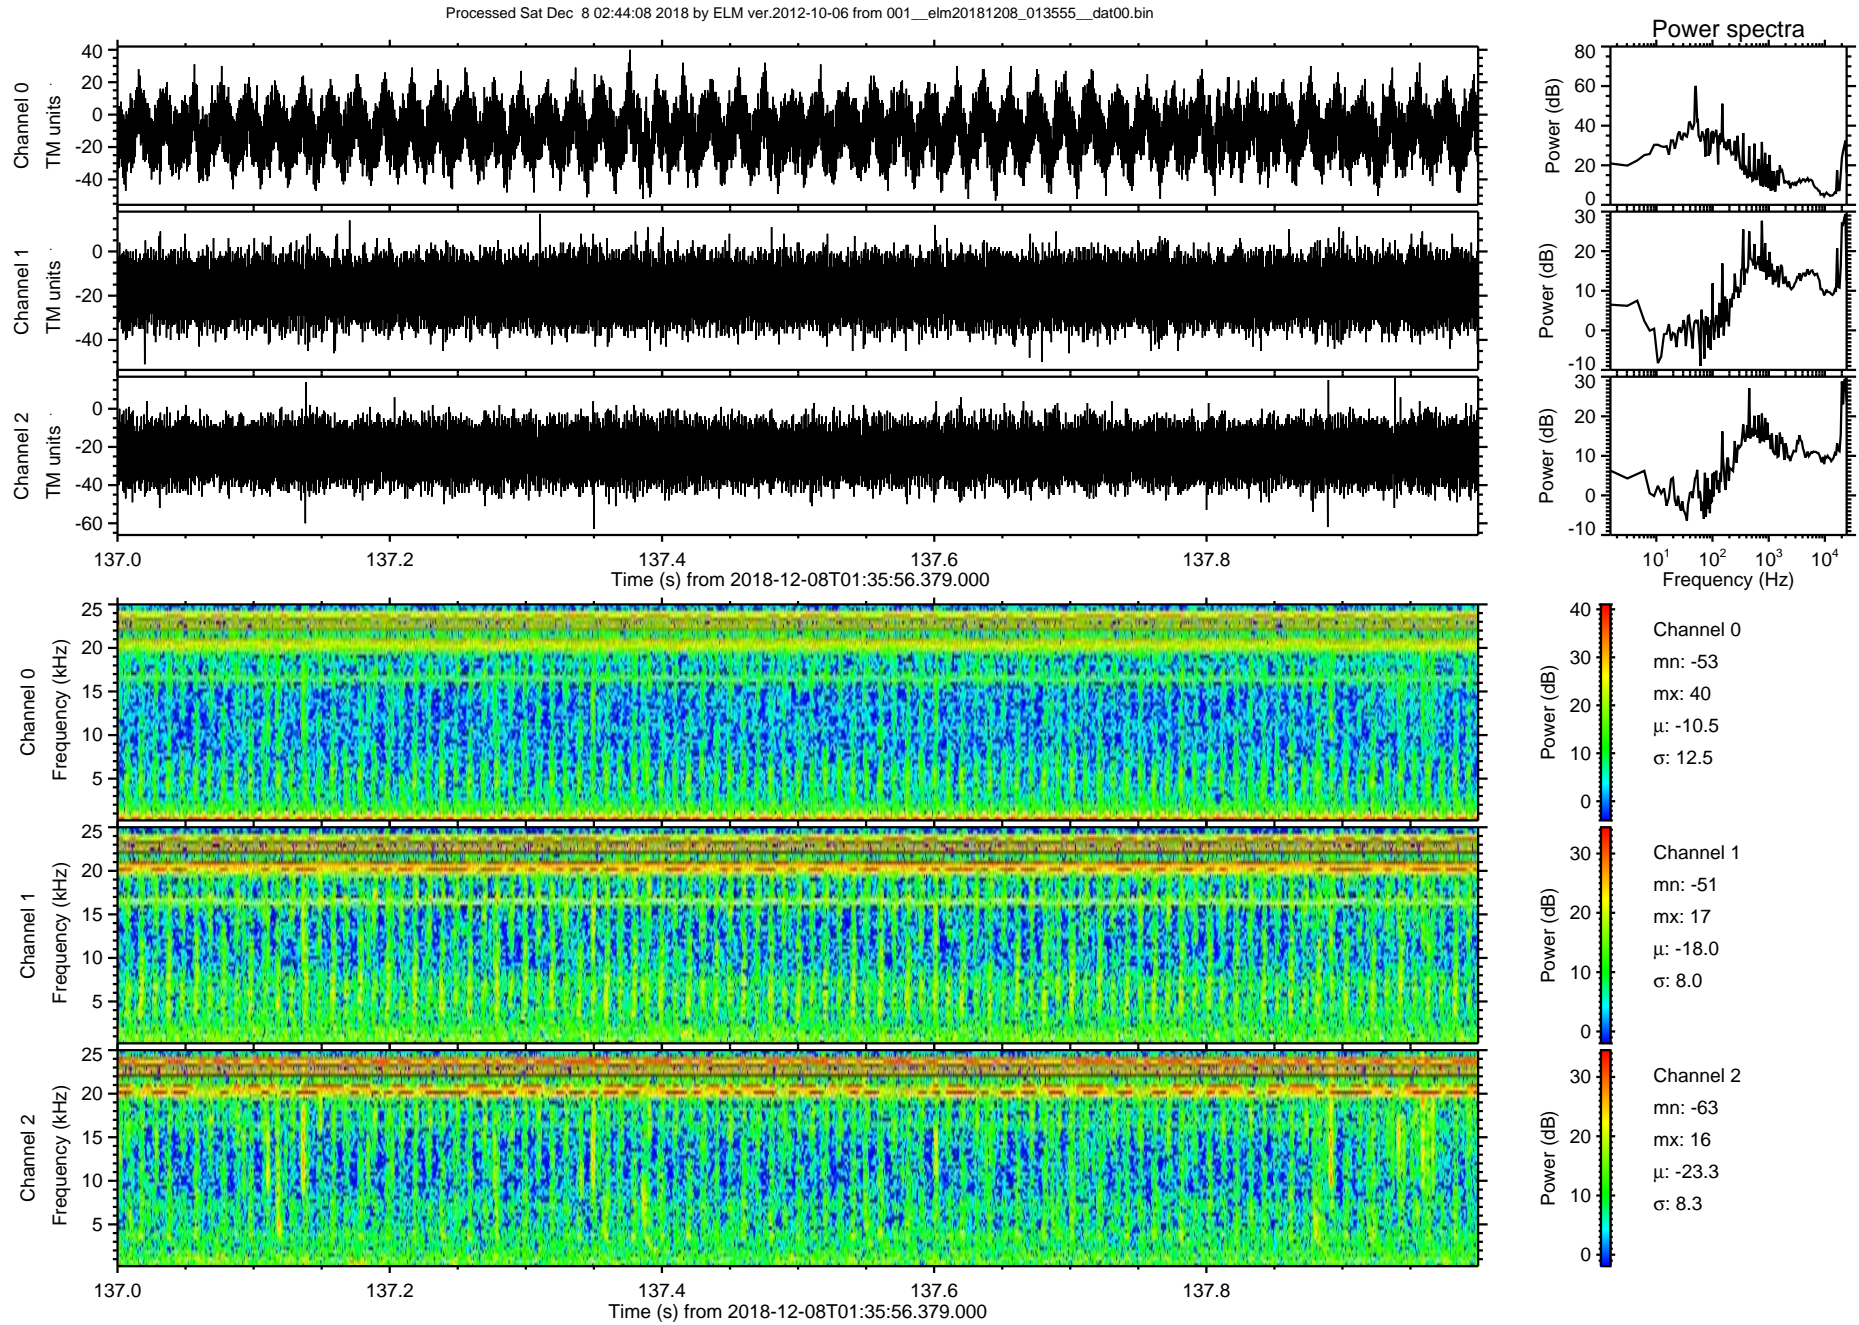 Processed Sat Dec  8 02:44:08 2018 by ELM ver.2012-10-06 from 001__elm20181208_013555__dat00.bin
Power spectra
Channel 0
TM units
40
20
0
-20
-40
Power (dB)
80
60
40
20
0
Channel 1
TM units
0
-20
-40
Power (dB)
30
20
10
0
-10
Channel 2
TM units
0
-20
-40
-60
Power (dB)
30
20
10
0
-10
137.0 137.2 137.4 137.6 137.8
Time (s) from 2018-12-08T01:35:56.379.000
10¹ 10² 10³ 10⁴
Frequency (Hz)
Channel 0
Frequency (kHz)
25
20
15
10
5
Power (dB)
40
30
20
10
0
Channel 0
mn: -53
mx: 40
μ: -10.5
σ: 12.5
Channel 1
Frequency (kHz)
25
20
15
10
5
Power (dB)
30
20
10
0
Channel 1
mn: -51
mx: 17
μ: -18.0
σ: 8.0
Channel 2
Frequency (kHz)
25
20
15
10
5
Power (dB)
30
20
10
0
Channel 2
mn: -63
mx: 16
μ: -23.3
σ: 8.3
137.0 137.2 137.4 137.6 137.8
Time (s) from 2018-12-08T01:35:56.379.000